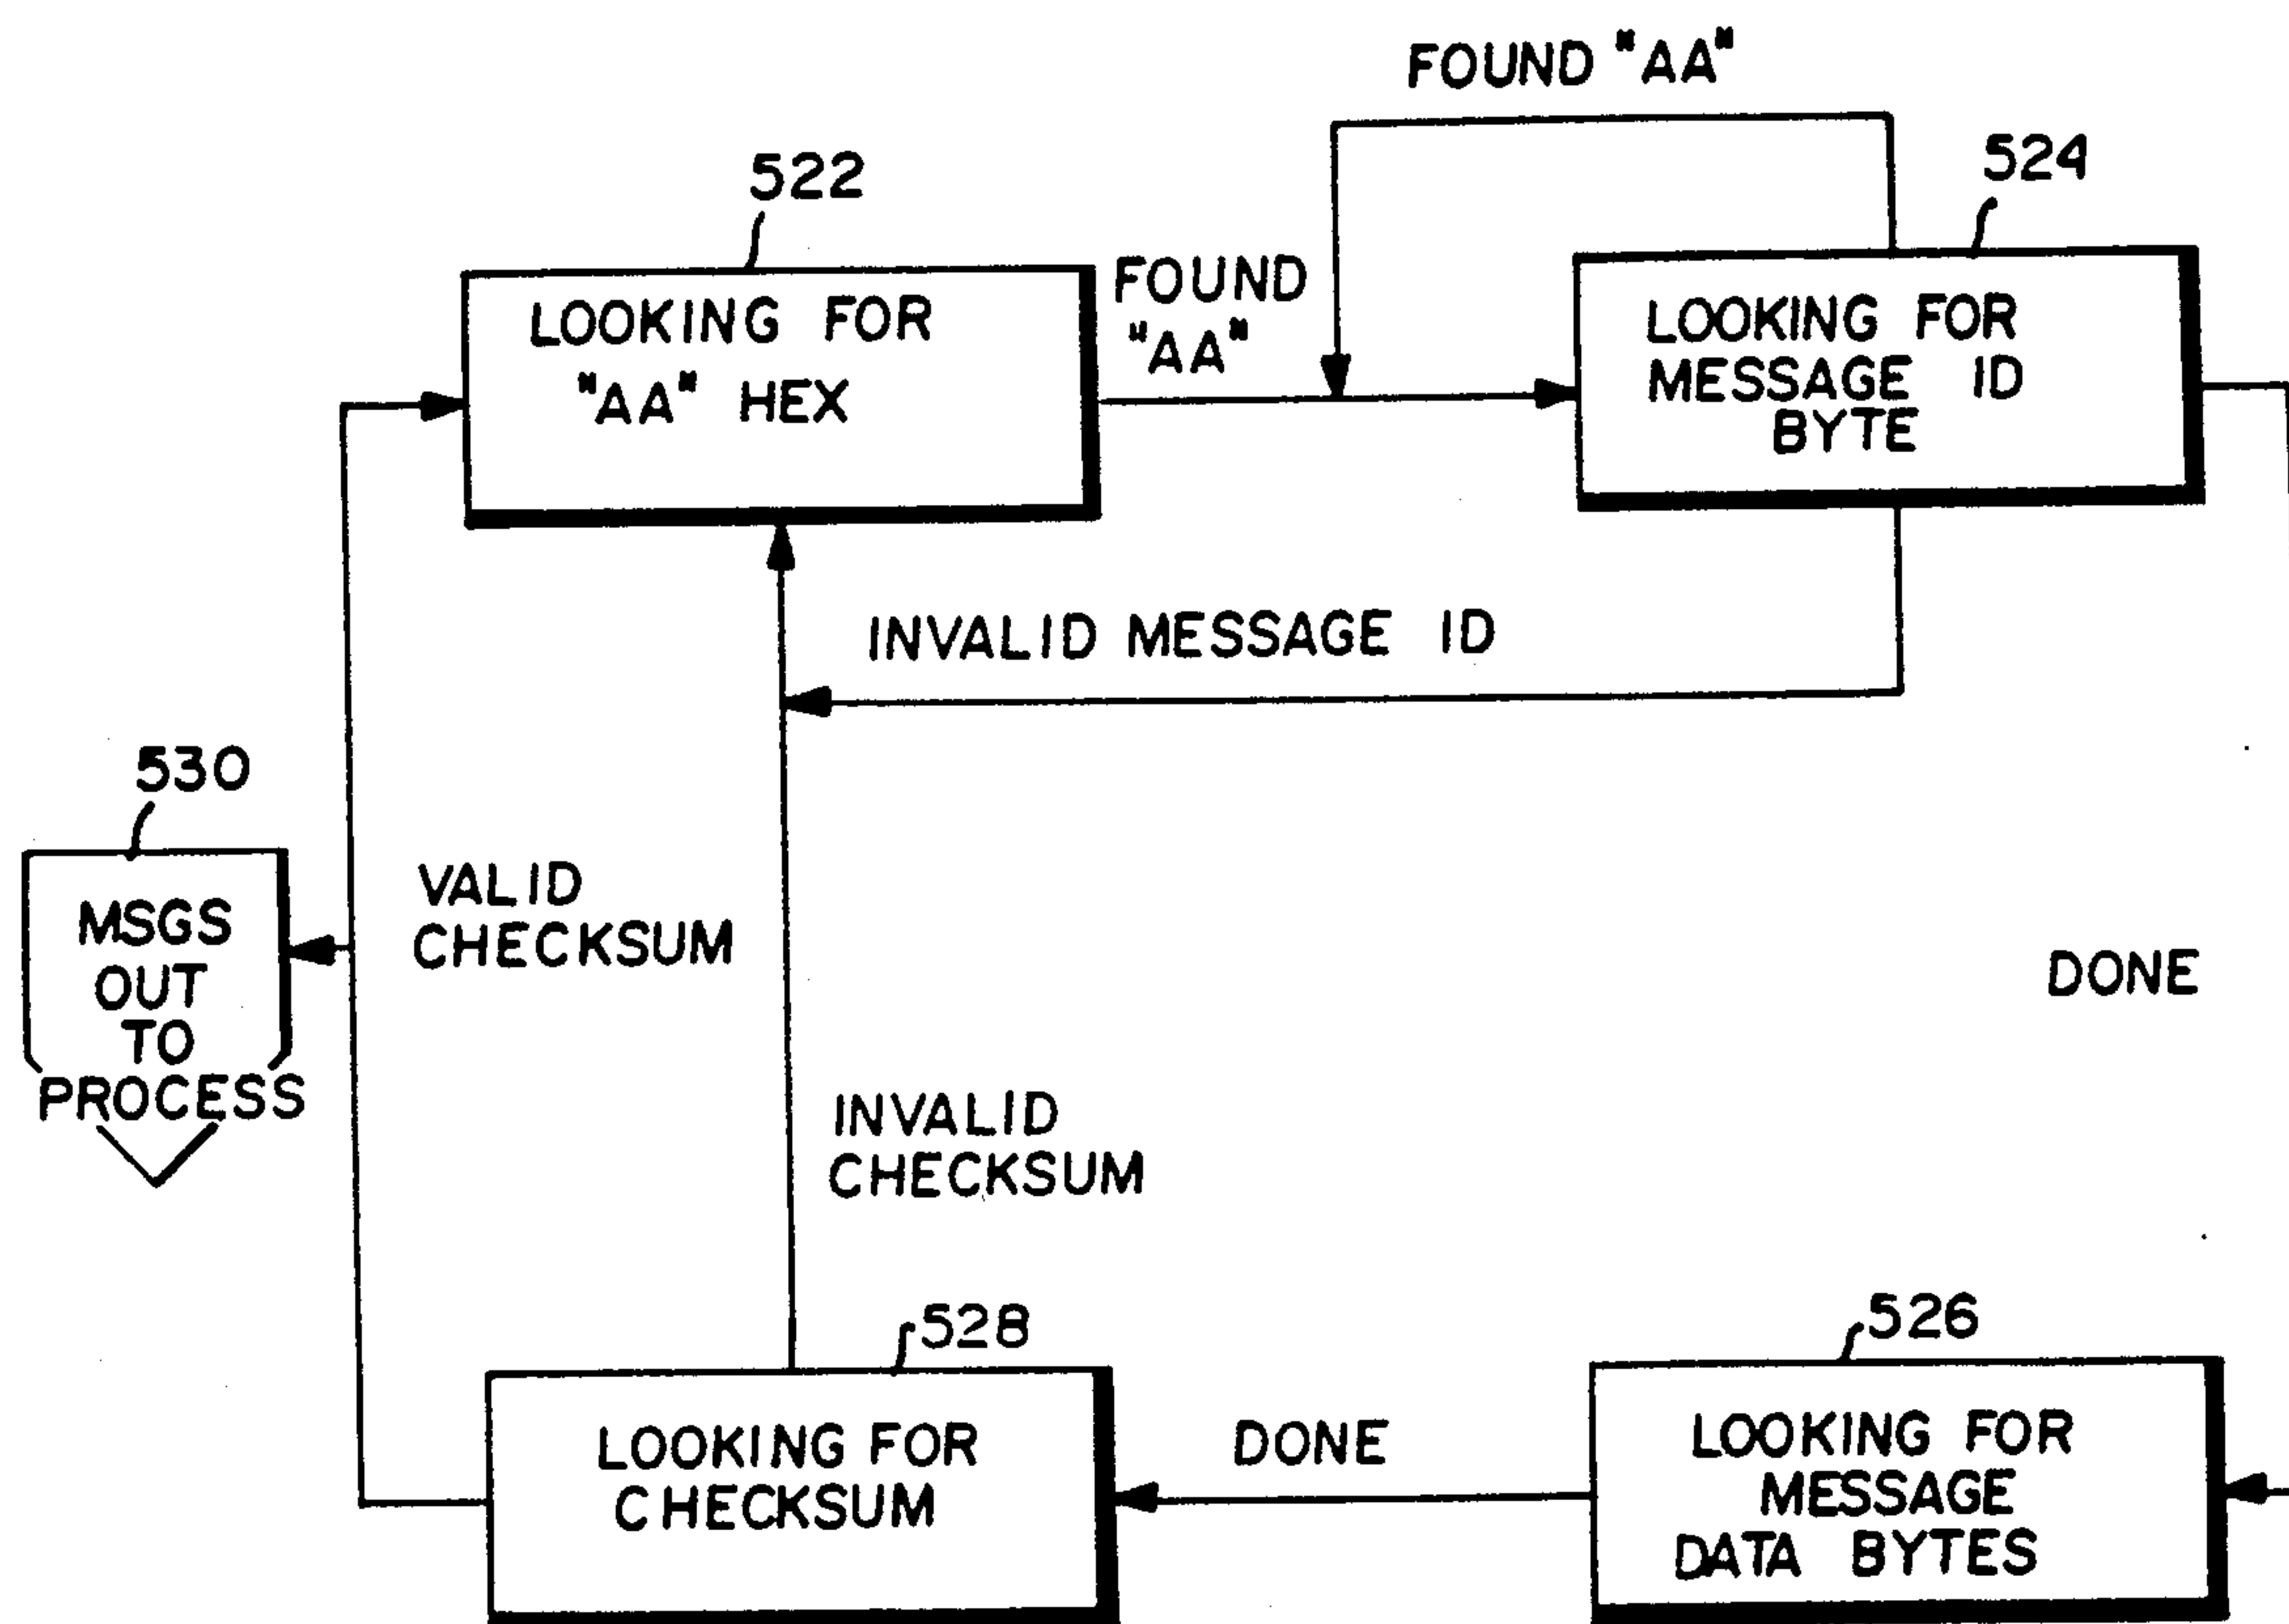 FOUND "AA"
522
524
LOOKING FOR
"AA" HEX
FOUND
"AA"
LOOKING FOR
MESSAGE ID
BYTE
INVALID MESSAGE ID
530
MSGS
OUT
TO
PROCESS
VALID
CHECKSUM
DONE
INVALID
CHECKSUM
528
526
LOOKING FOR
CHECKSUM
DONE
LOOKING FOR
MESSAGE
DATA BYTES